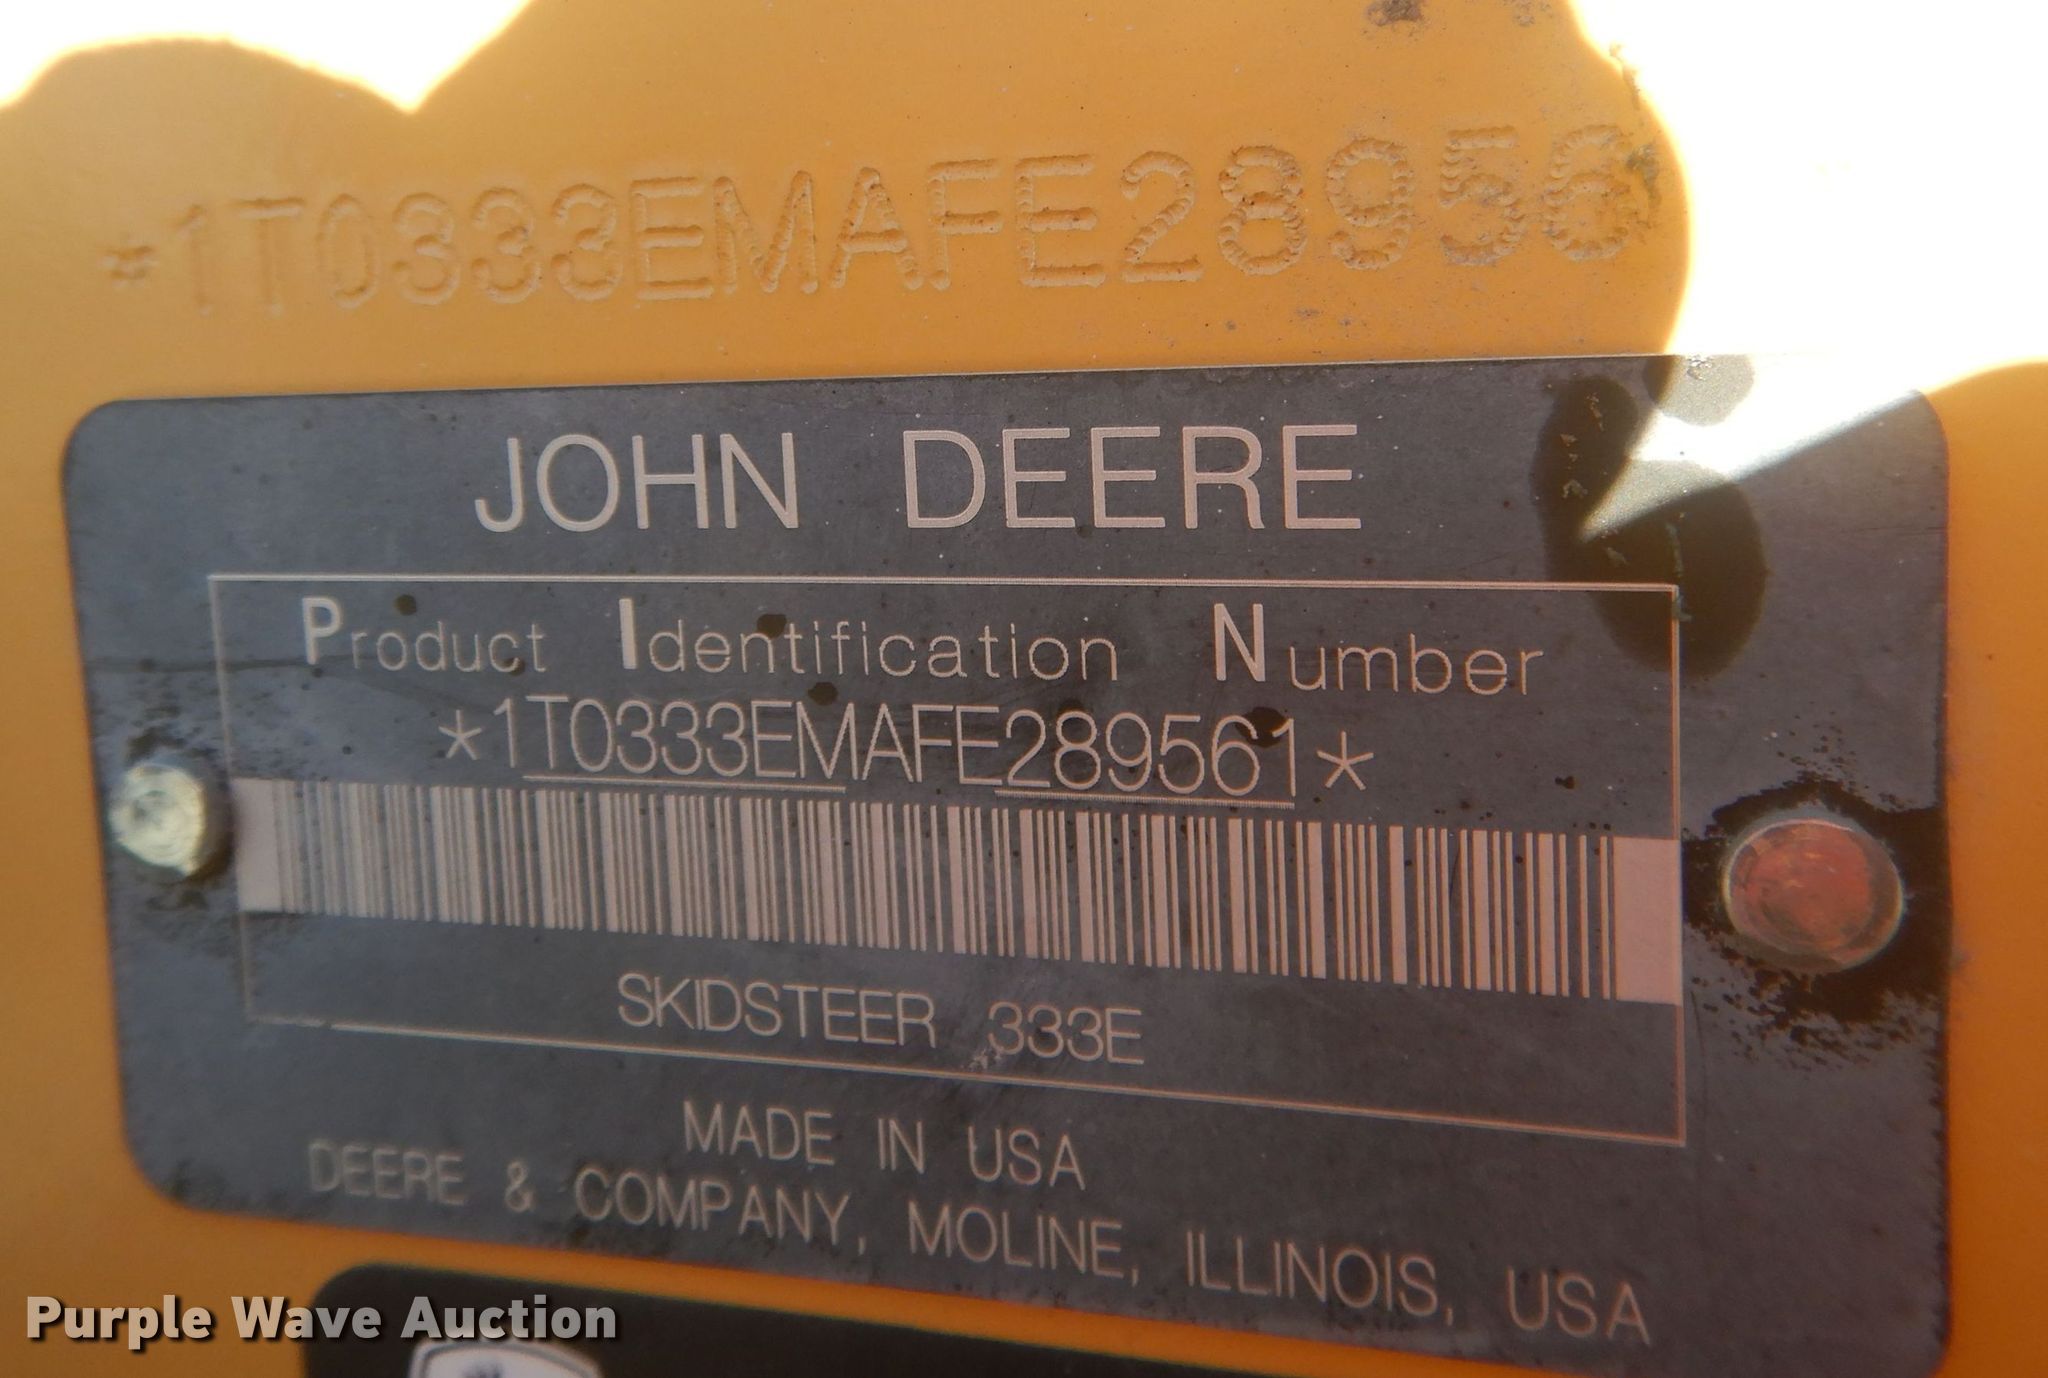 *1T0333EMAFE28956
JOHN DEERE
Product Identification Number
*1T0333EMAFE289561*
SKIDSTEER 333E
MADE IN USA
DEERE & COMPANY, MOLINE, ILLINOIS, USA
Purple Wave Auction